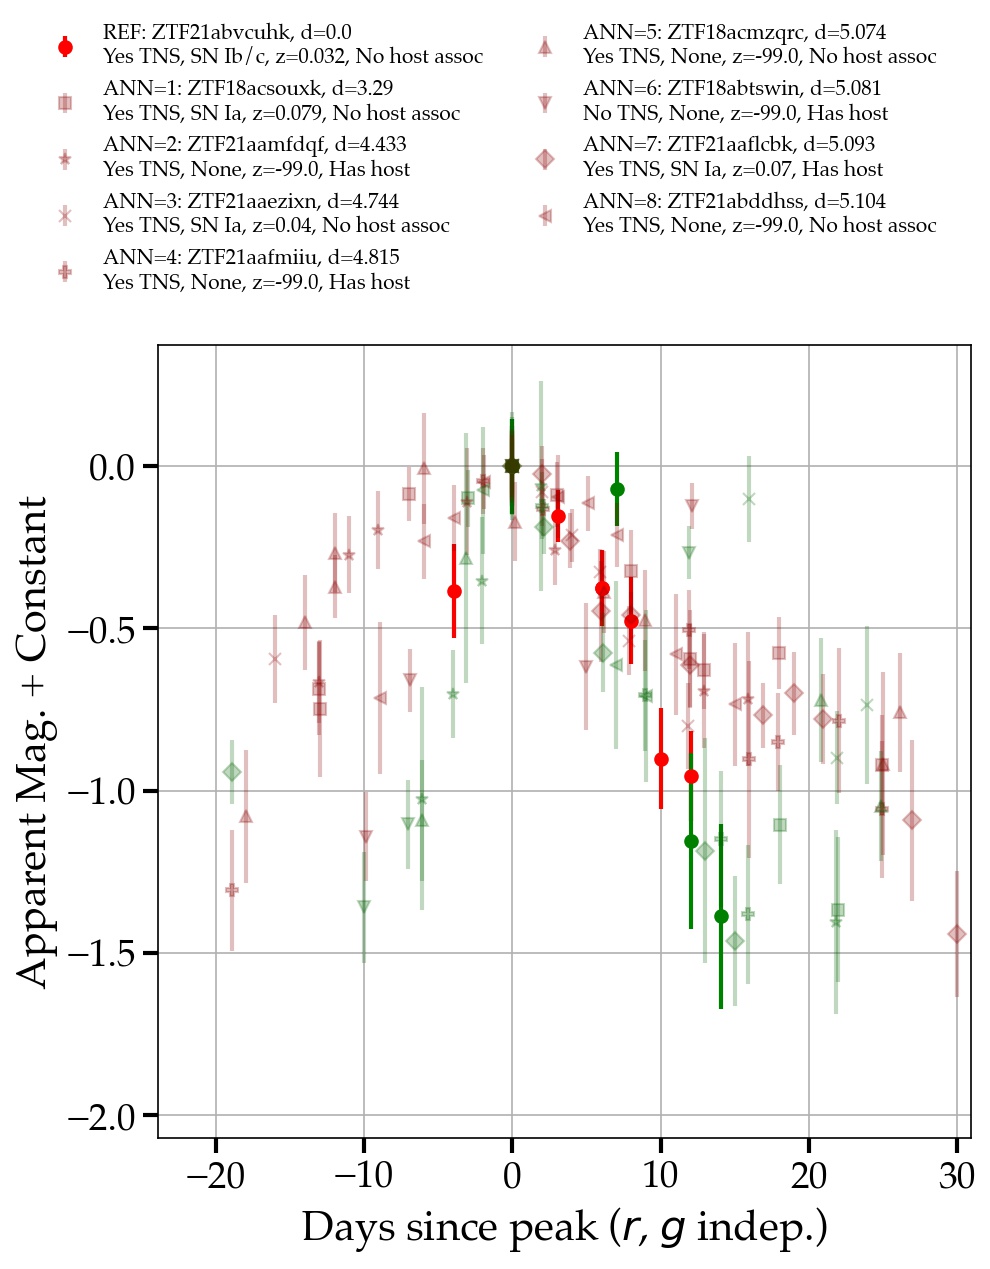 REF: ZTF21abvcuhk, d=0.0
Yes TNS, SN Ib/c, z=0.032, No host assoc
ANN=1: ZTF18acsouxk, d=3.29
Yes TNS, SN Ia, z=0.079, No host assoc
ANN=2: ZTF21aamfdqf, d=4.433
Yes TNS, None, z=-99.0, Has host
ANN=3: ZTF21aaezixn, d=4.744
Yes TNS, SN Ia, z=0.04, No host assoc
ANN=4: ZTF21aafmiiu, d=4.815
Yes TNS, None, z=-99.0, Has host
ANN=5: ZTF18acmzqrc, d=5.074
Yes TNS, None, z=-99.0, No host assoc
ANN=6: ZTF18abtswin, d=5.081
No TNS, None, z=-99.0, Has host
ANN=7: ZTF21aaflcbk, d=5.093
Yes TNS, SN Ia, z=0.07, Has host
ANN=8: ZTF21abddhss, d=5.104
Yes TNS, None, z=-99.0, No host assoc
Apparent Mag. + Constant
0.0
−0.5
−1.0
−1.5
−2.0
−20
−10
0
10
20
30
Days since peak (r, g indep.)